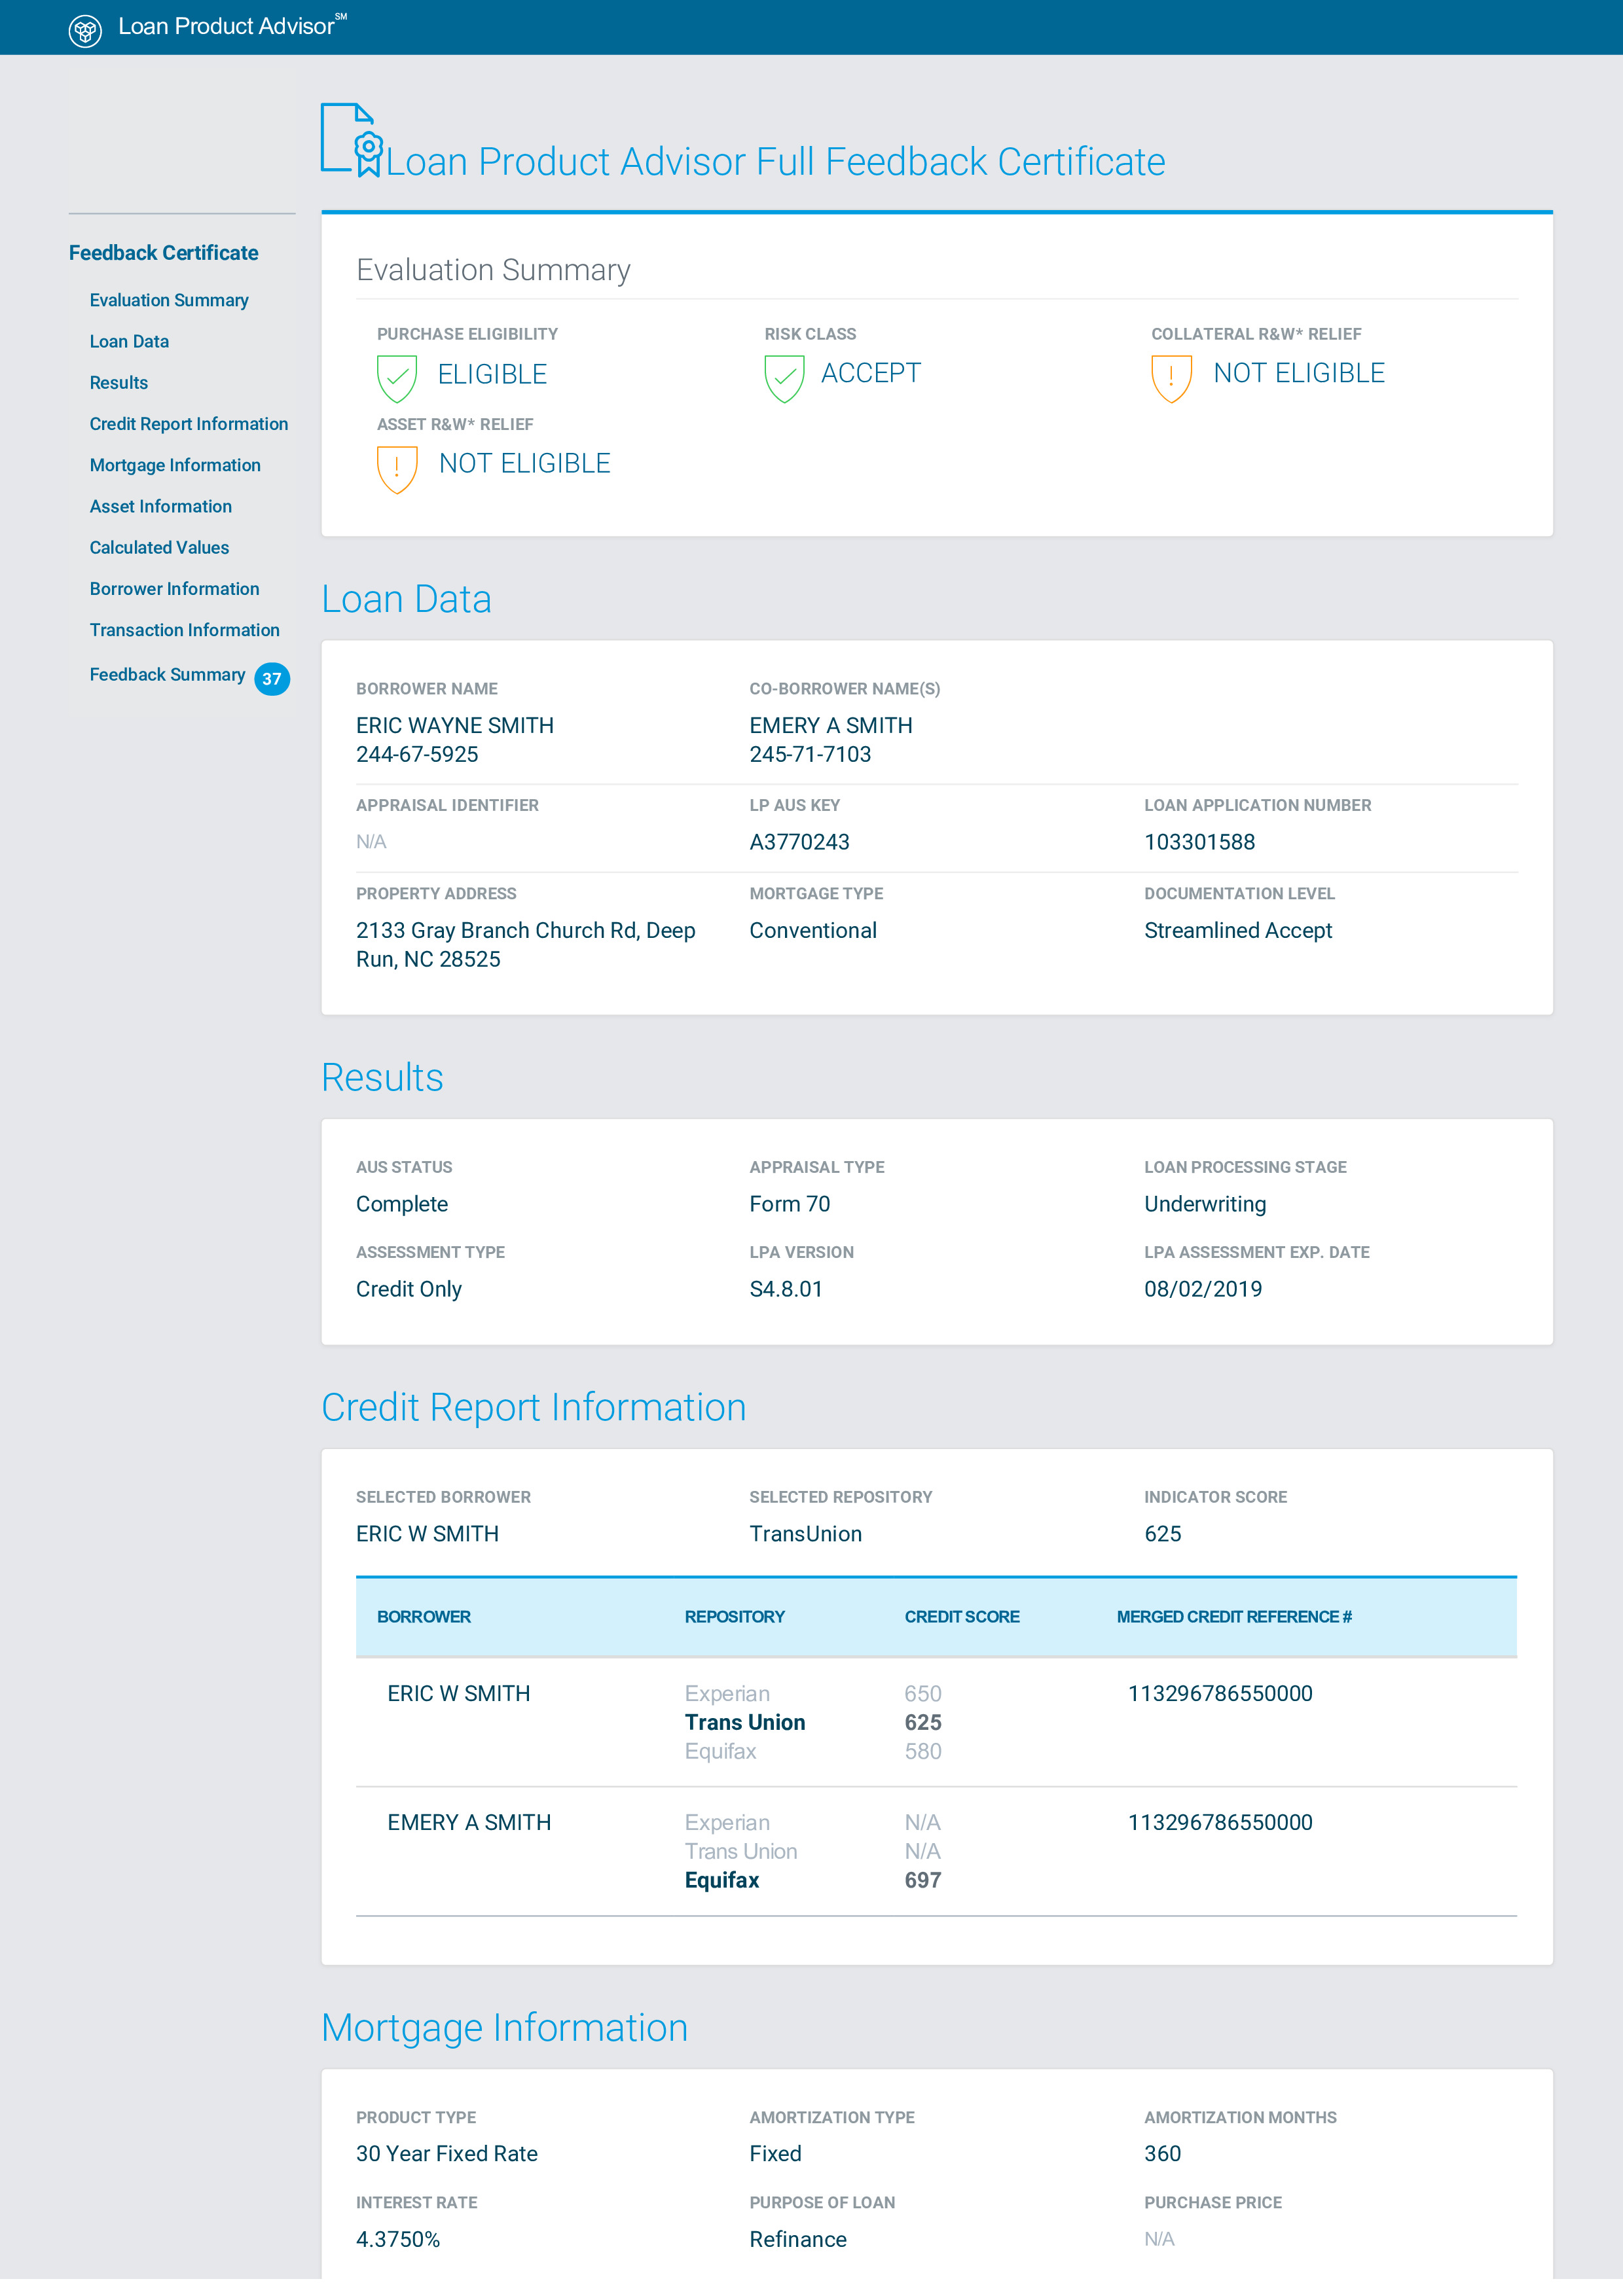 Loan Product Advisor℠
Loan Product Advisor Full Feedback Certificate
Feedback Certificate
Evaluation Summary
Loan Data
Results
Credit Report Information
Mortgage Information
Asset Information
Calculated Values
Borrower Information
Transaction Information
Feedback Summary 37
Evaluation Summary
PURCHASE ELIGIBILITY RISK CLASS COLLATERAL R&W* RELIEF
ELIGIBLE ACCEPT NOT ELIGIBLE
ASSET R&W* RELIEF
NOT ELIGIBLE
Loan Data
BORROWER NAME CO-BORROWER NAME(S)
ERIC WAYNE SMITH EMERY A SMITH
244-67-5925 245-71-7103
APPRAISAL IDENTIFIER LP AUS KEY LOAN APPLICATION NUMBER
N/A A3770243 103301588
PROPERTY ADDRESS MORTGAGE TYPE DOCUMENTATION LEVEL
2133 Gray Branch Church Rd, Deep Conventional Streamlined Accept
Run, NC 28525
Results
AUS STATUS APPRAISAL TYPE LOAN PROCESSING STAGE
Complete Form 70 Underwriting
ASSESSMENT TYPE LPA VERSION LPA ASSESSMENT EXP. DATE
Credit Only S4.8.01 08/02/2019
Credit Report Information
SELECTED BORROWER SELECTED REPOSITORY INDICATOR SCORE
ERIC W SMITH TransUnion 625
BORROWER REPOSITORY CREDIT SCORE MERGED CREDIT REFERENCE #
ERIC W SMITH Experian 650 113296786550000
Trans Union 625
Equifax 580
EMERY A SMITH Experian N/A 113296786550000
Trans Union N/A
Equifax 697
Mortgage Information
PRODUCT TYPE AMORTIZATION TYPE AMORTIZATION MONTHS
30 Year Fixed Rate Fixed 360
INTEREST RATE PURPOSE OF LOAN PURCHASE PRICE
4.3750% Refinance N/A